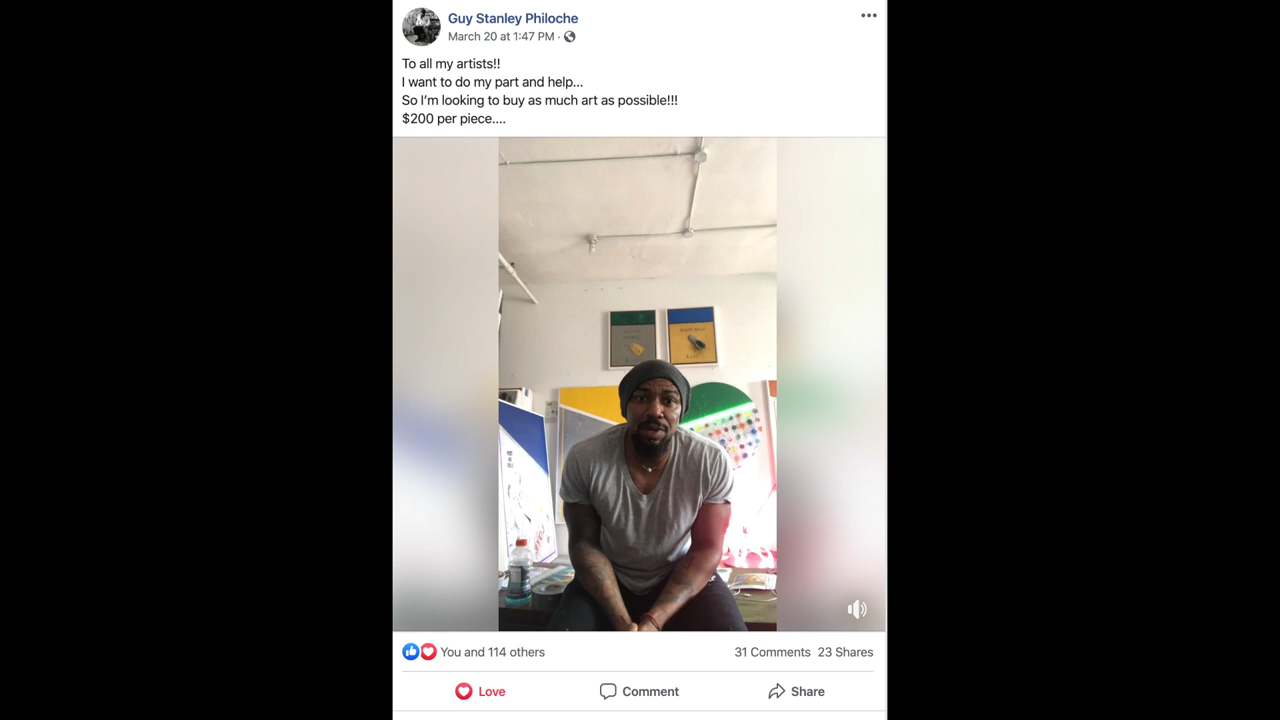 Guy Stanley Philoche
March 20 at 1:47 PM ·
To all my artists!!
I want to do my part and help...
So I'm looking to buy as much art as possible!!!
$200 per piece....
You and 114 others
31 Comments 23 Shares
Love
Comment
Share